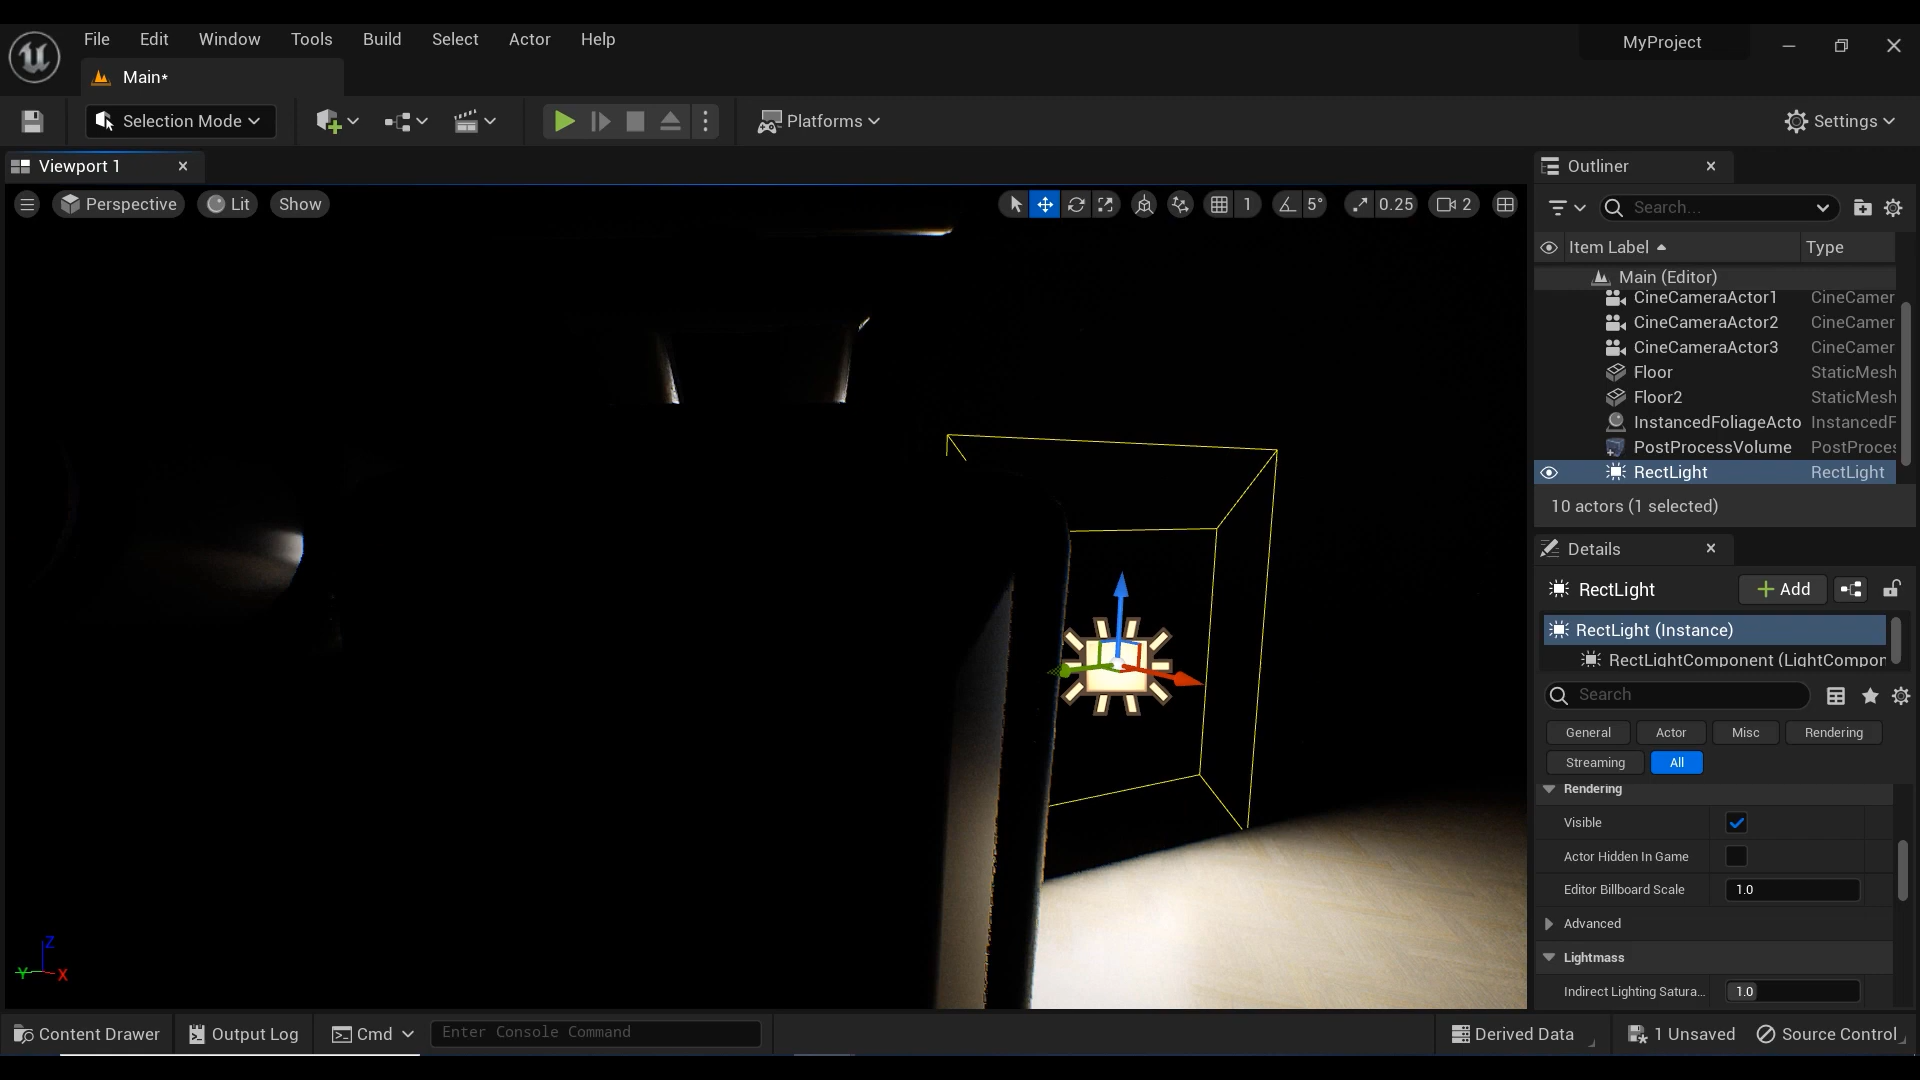 File Edit Window Tools Build Select Actor Help
MyProject
Main*
Selection Mode
Platforms
Settings
Viewport 1
Perspective Lit Show
1 5° 0.25 2
Outliner
Search...
Item Label Type
Main (Editor)
CineCameraActor1 CineCamer
CineCameraActor2 CineCamer
CineCameraActor3 CineCamer
Floor StaticMesh
Floor2 StaticMesh
InstancedFoliageActo InstancedF
PostProcessVolume PostProces
RectLight RectLight
10 actors (1 selected)
Details
RectLight
Add
RectLight (Instance)
RectLightComponent (LightCompon
Search
General Actor Misc Rendering
Streaming All
Rendering
Visible
Actor Hidden In Game
Editor Billboard Scale 1.0
Advanced
Lightmass
Indirect Lighting Satura... 1.0
Z
Y X
Content Drawer Output Log Cmd Enter Console Command
Derived Data 1 Unsaved Source Control